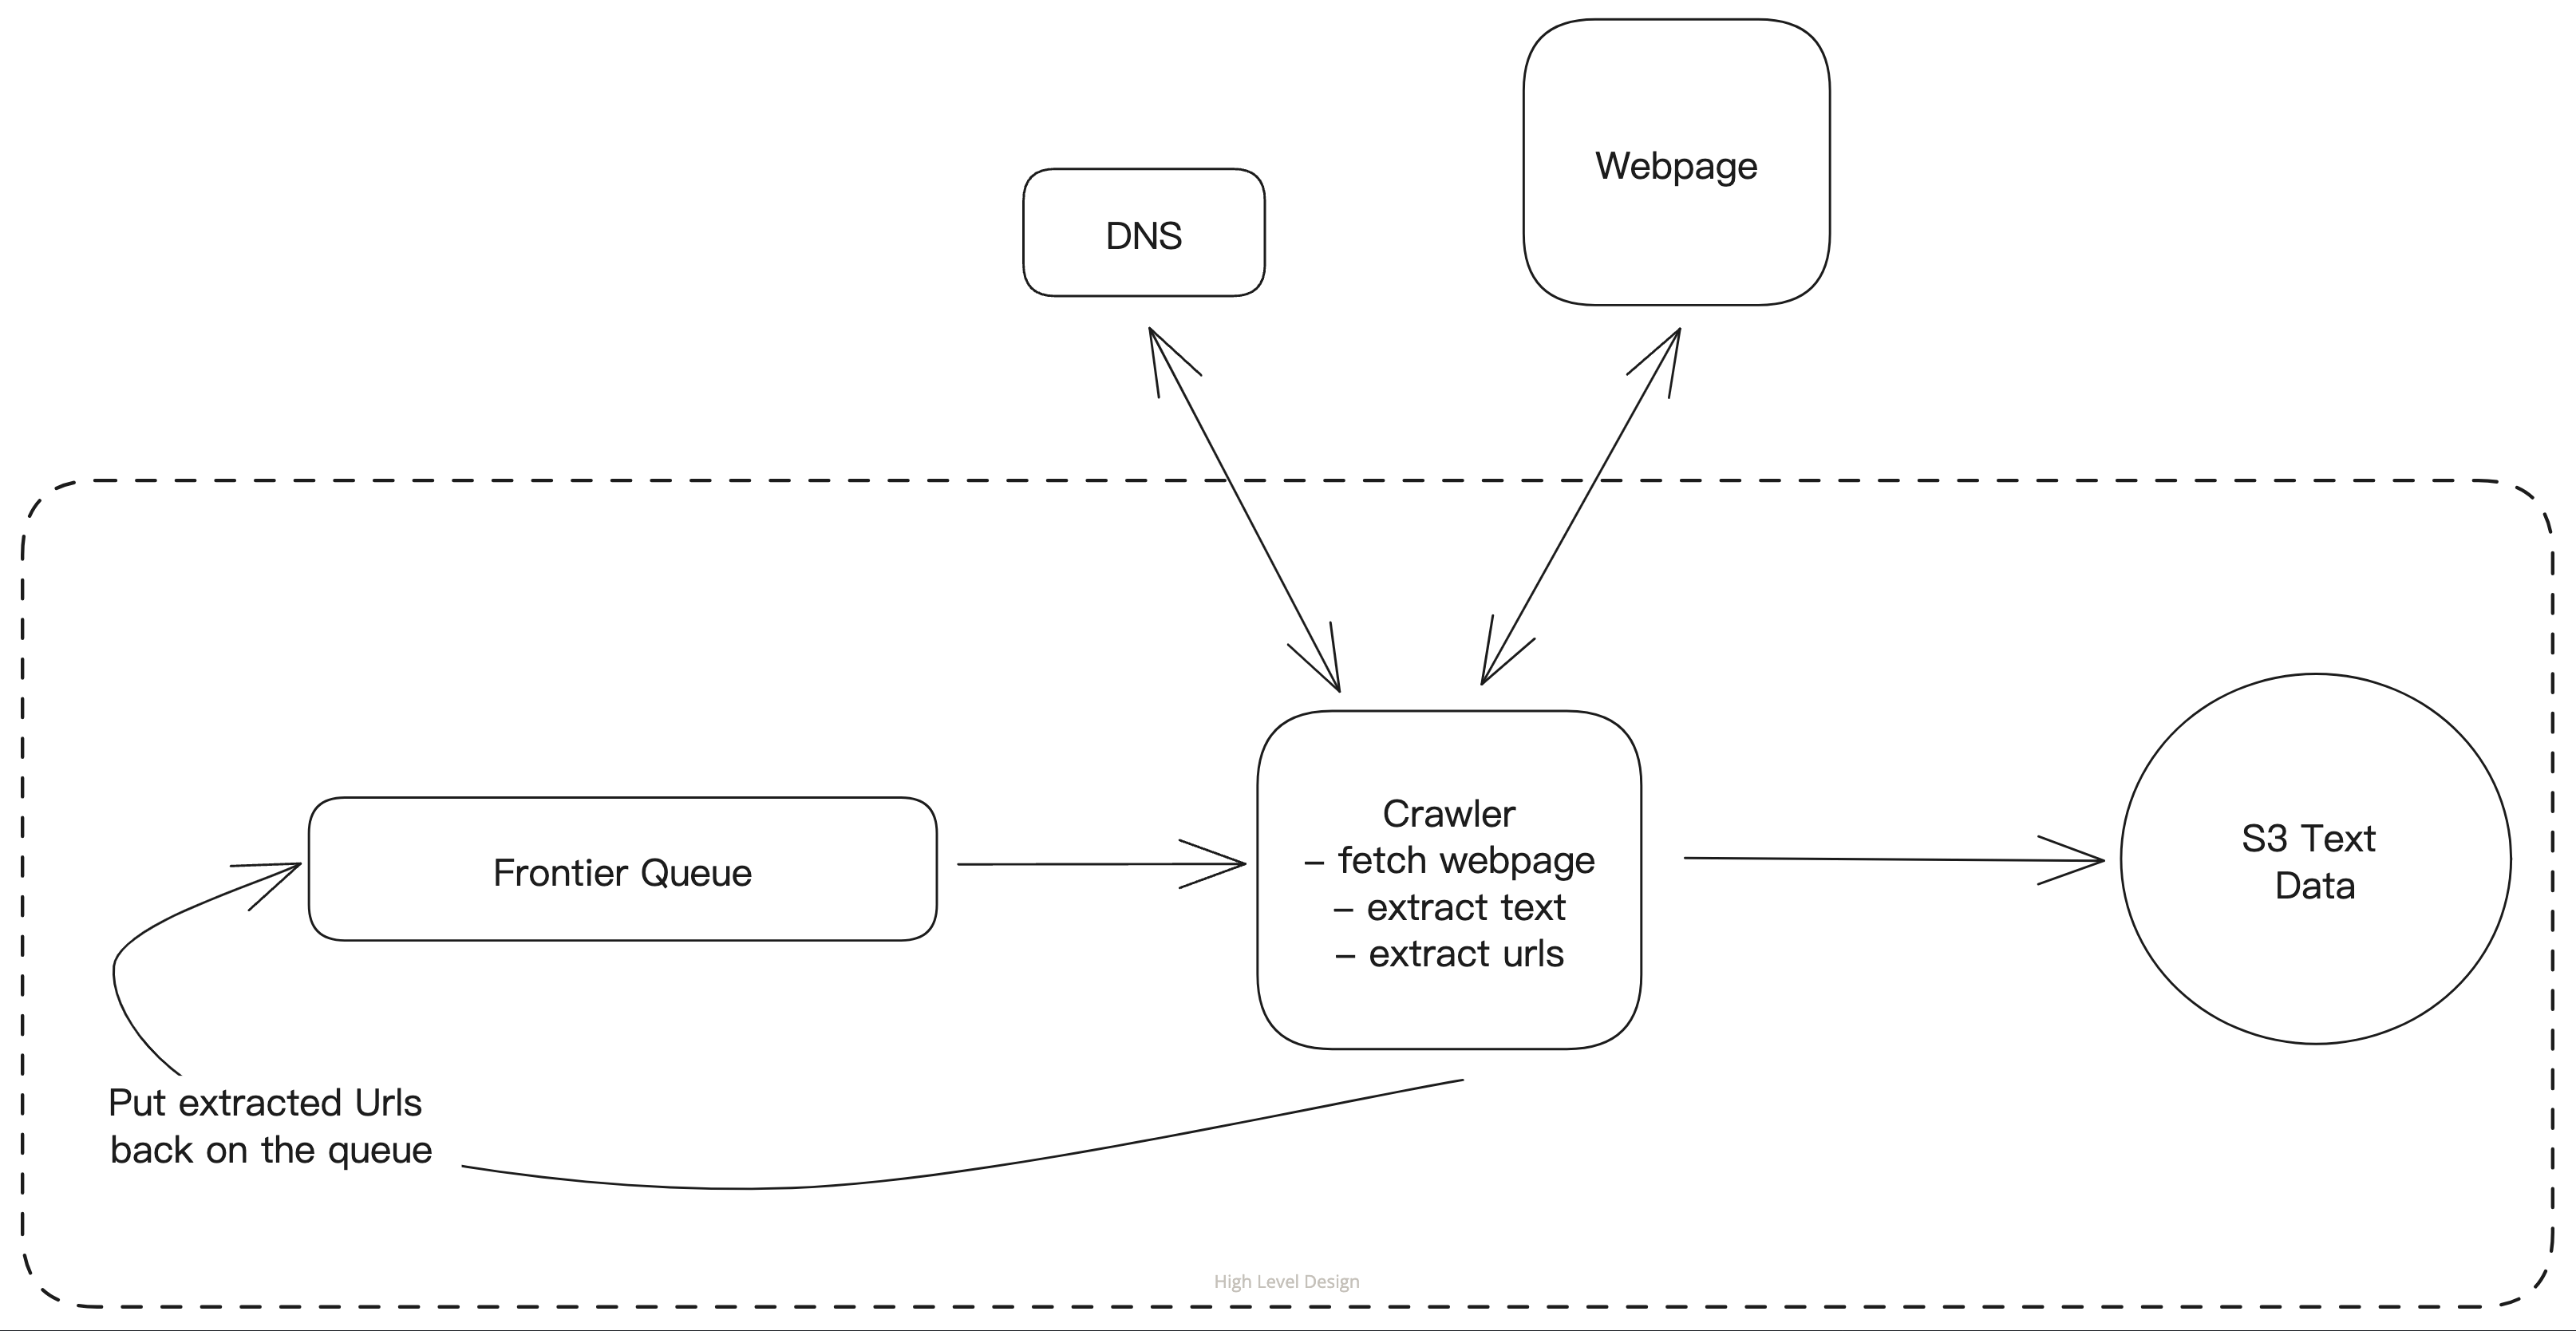 Webpage
DNS
Frontier Queue
Crawler
– fetch webpage
– extract text
– extract urls
S3 Text
Data
Put extracted Urls
back on the queue
High Level Design